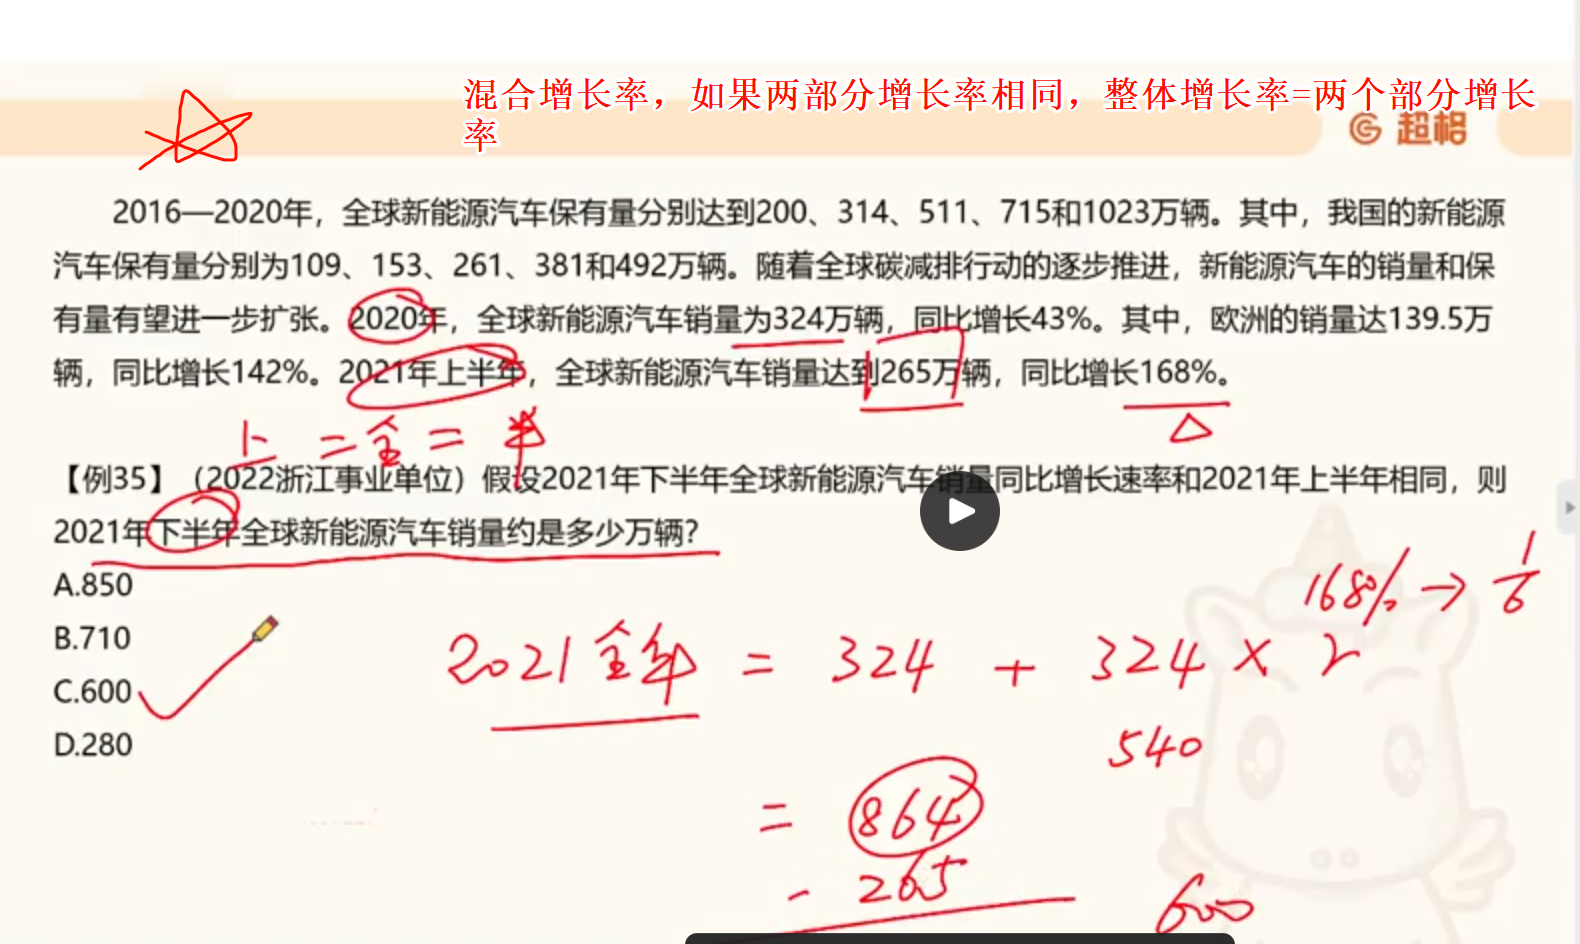 混合增长率，如果两部分增长率相同，整体增长率=两个部分增长
率
超格
2016—2020年，全球新能源汽车保有量分别达到200、314、511、715和1023万辆。其中，我国的新能源
汽车保有量分别为109、153、261、381和492万辆。随着全球碳减排行动的逐步推进，新能源汽车的销量和保
有量有望进一步扩张。2020年，全球新能源汽车销量为324万辆，同比增长43%。其中，欧洲的销量达139.5万
辆，同比增长142%。2021年上半年，全球新能源汽车销量达到265万辆，同比增长168%。
上 = 全 = 半
【例35】（2022浙江事业单位）假设2021年下半年全球新能源汽车销量同比增长速率和2021年上半年相同，则
2021年下半年全球新能源汽车销量约是多少万辆？
A.850
B.710
C.600
D.280
168% → 1/6
2021全年 = 324 + 324 × r
540
= 864
- 265
600